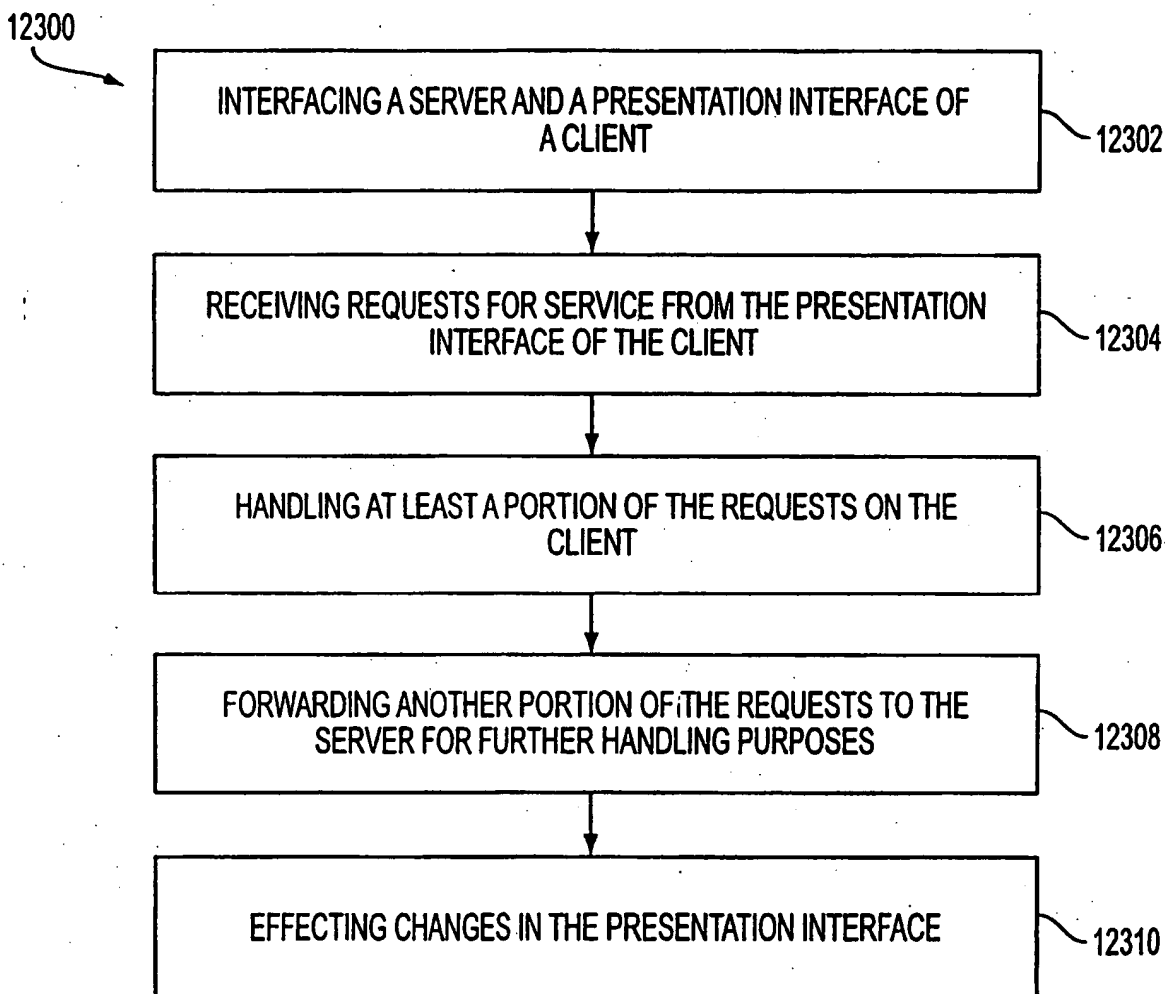 12300
INTERFACING A SERVER AND A PRESENTATION INTERFACE OF
A CLIENT
12302
RECEIVING REQUESTS FOR SERVICE FROM THE PRESENTATION
INTERFACE OF THE CLIENT
12304
HANDLING AT LEAST A PORTION OF THE REQUESTS ON THE
CLIENT
12306
FORWARDING ANOTHER PORTION OF THE REQUESTS TO THE
SERVER FOR FURTHER HANDLING PURPOSES
12308
EFFECTING CHANGES IN THE PRESENTATION INTERFACE
12310